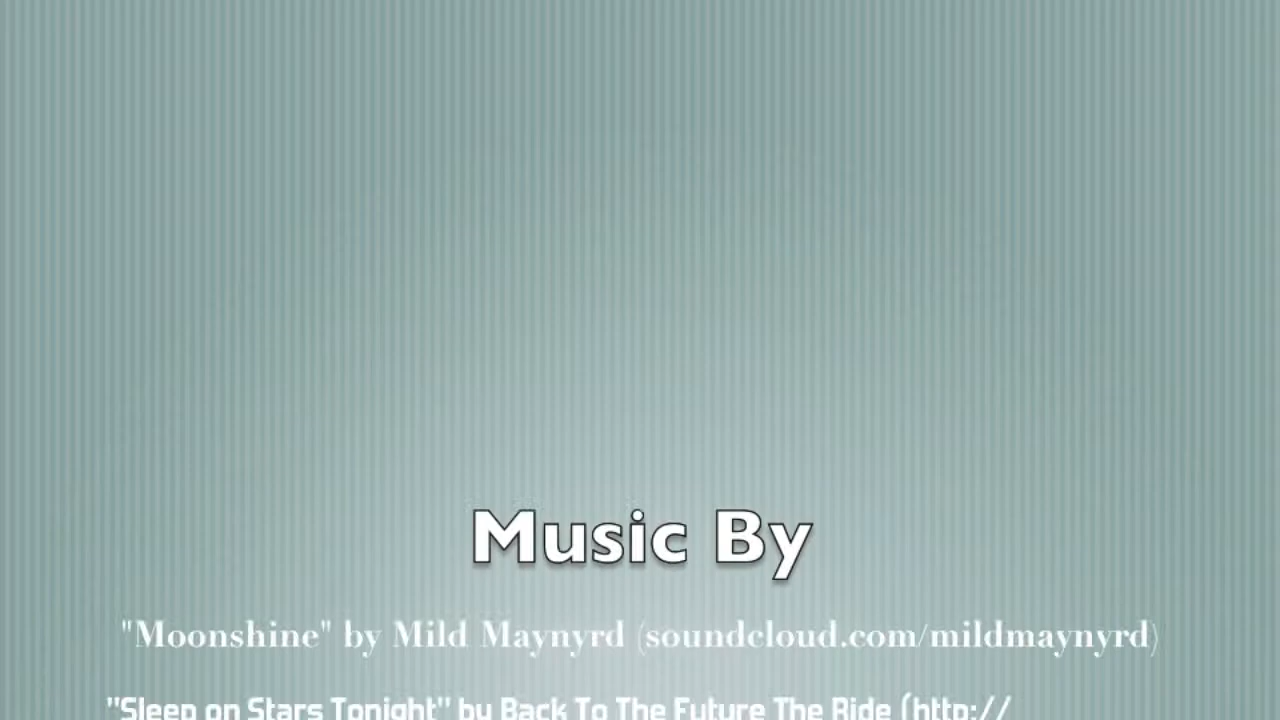 Music By
"Moonshine" by Mild Maynyrd (soundcloud.com/mildmaynyrd)
"Sleep on Stars Tonight" by Back To The Future The Ride (http://